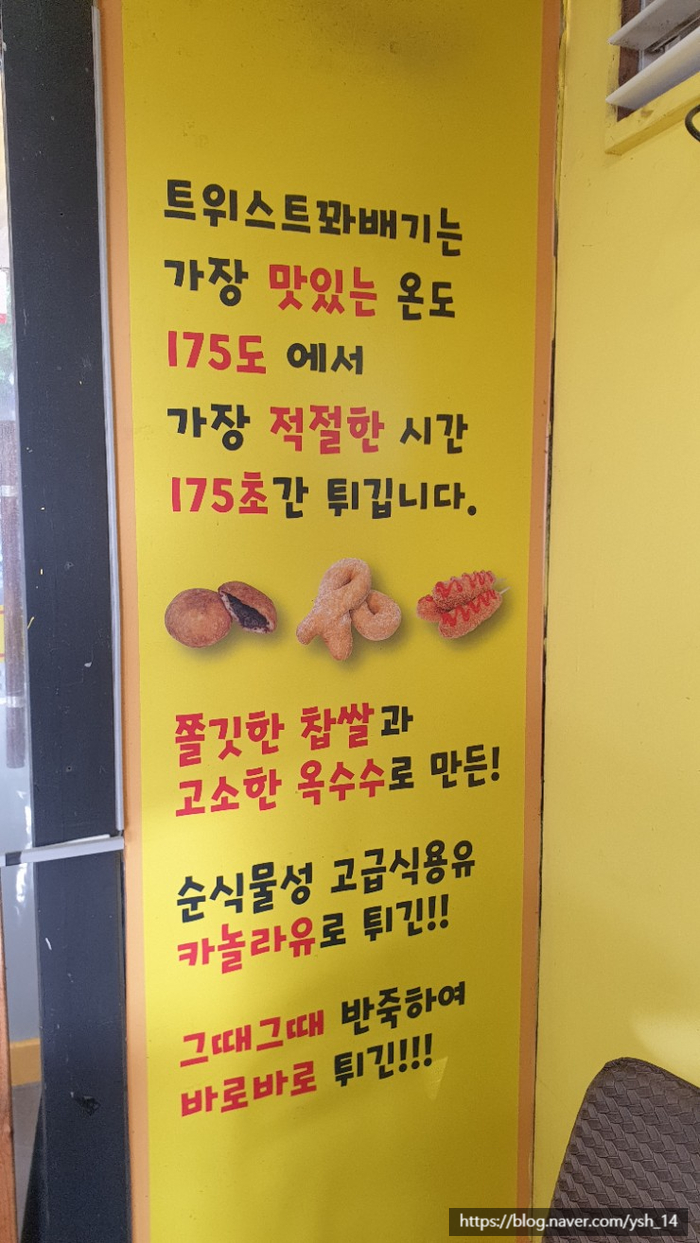 트위스트꽈배기는
가장 맛있는 온도
175도 에서
가장 적절한 시간
175초간 튀깁니다.
쫄깃한 찹쌀과
고소한 옥수수로 만든!
순식물성 고급식용유
카놀라유로 튀긴!!
그때그때 반죽하여
바로바로 튀긴!!!
https://blog.naver.com/ysh_14